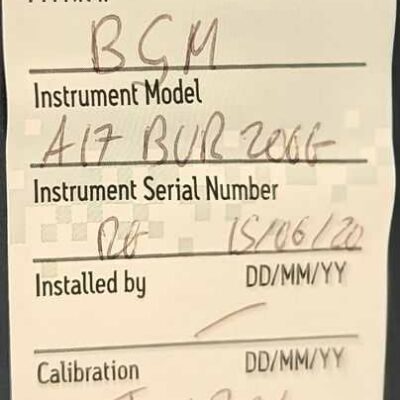 BGM
Instrument Model
A17 BUR 2066
Instrument Serial Number
15/06/20
Installed by DD/MM/YY
Calibration DD/MM/YY